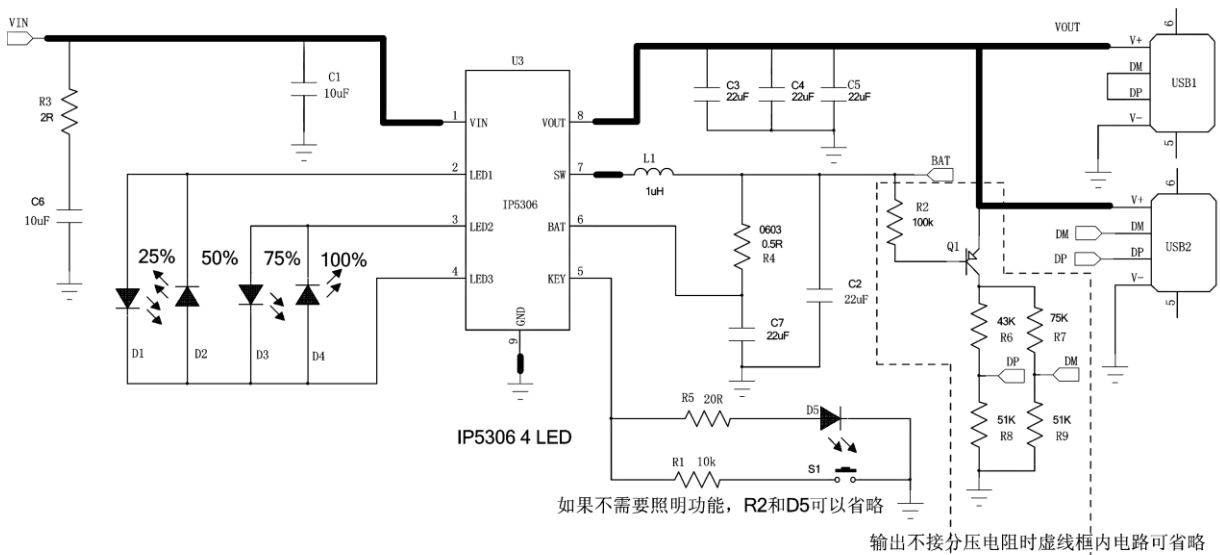 VIN
R3
2R
C6
10uF
C1
10uF
U3
IP5306
1
VIN
2
LED1
3
LED2
4
LED3
VOUT
8
SW
7
BAT
6
KEY
5
GND
9
25%
50%
75%
100%
D1
D2
D3
D4
IP5306 4 LED
C3
22uF
C4
22uF
C5
22uF
L1
1uH
0603
0.5R
R4
C7
22uF
C2
22uF
BAT
R2
100k
Q1
VOUT
6
V+
DM
DP
V-
USB1
5
6
V+
DM
DM
DP
DP
V-
USB2
5
43K
R6
75K
R7
DP
DM
51K
R8
51K
R9
R5
20R
D5
R1
10k
S1
如果不需要照明功能，R2和D5可以省略
输出不接分压电阻时虚线框内电路可省略